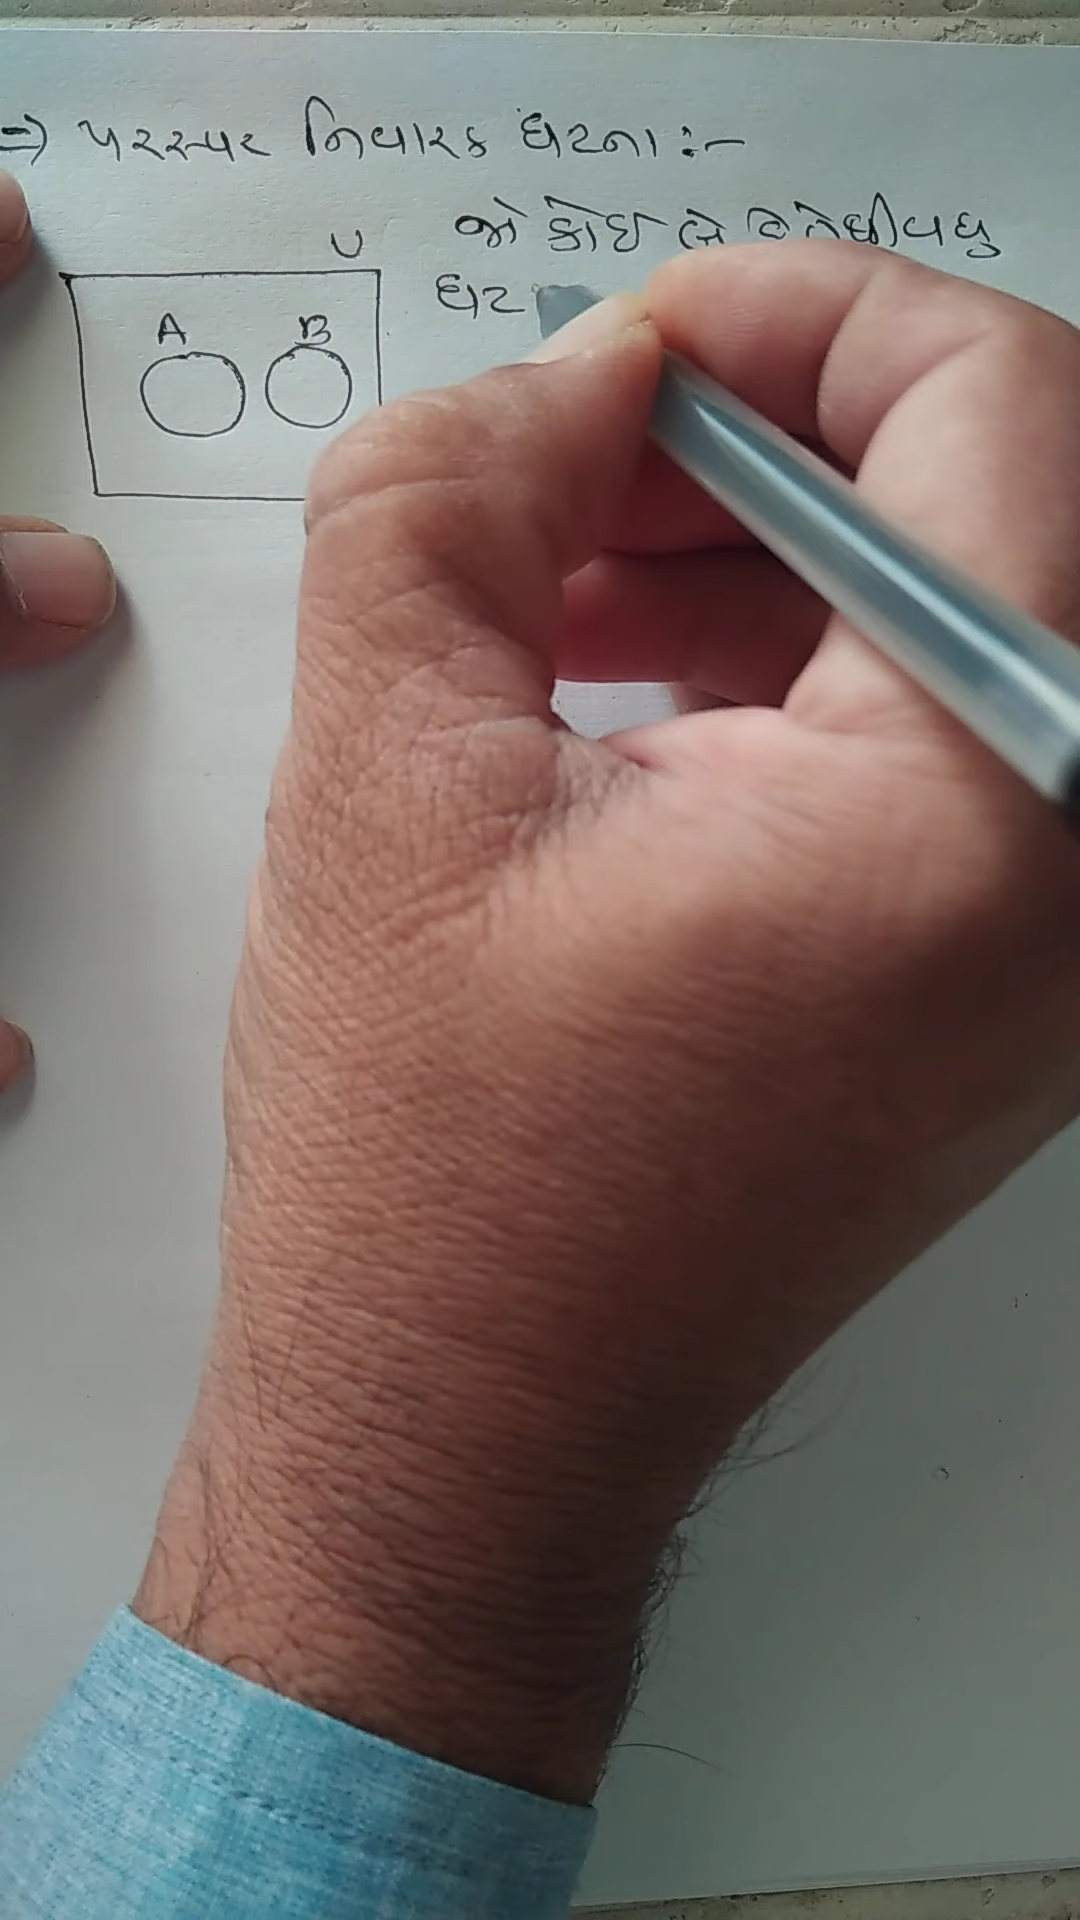 => પરસ્પર નિવારક ઘટના :-
જો કોઈ બે કે તેથી વધુ
ઘટ
U
A B